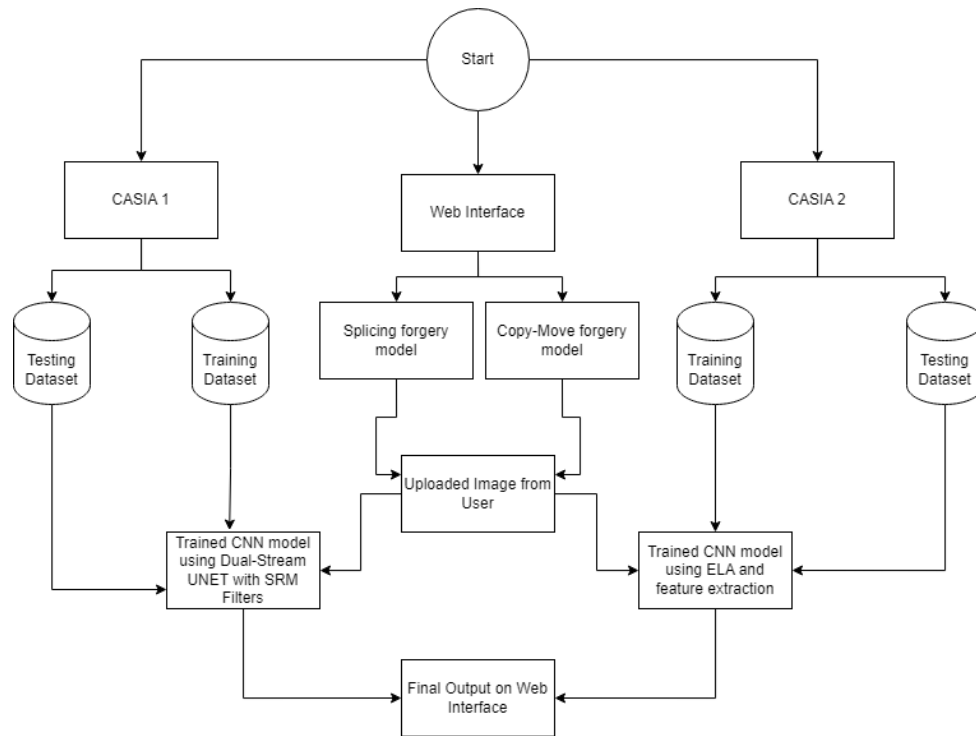 Start
CASIA 1
Web Interface
CASIA 2
Testing
Dataset
Training
Dataset
Splicing forgery
model
Copy-Move forgery
model
Training
Dataset
Testing
Dataset
Uploaded Image from
User
Trained CNN model
using Dual-Stream
UNET with SRM
Filters
Trained CNN model
using ELA and
feature extraction
Final Output on Web
Interface